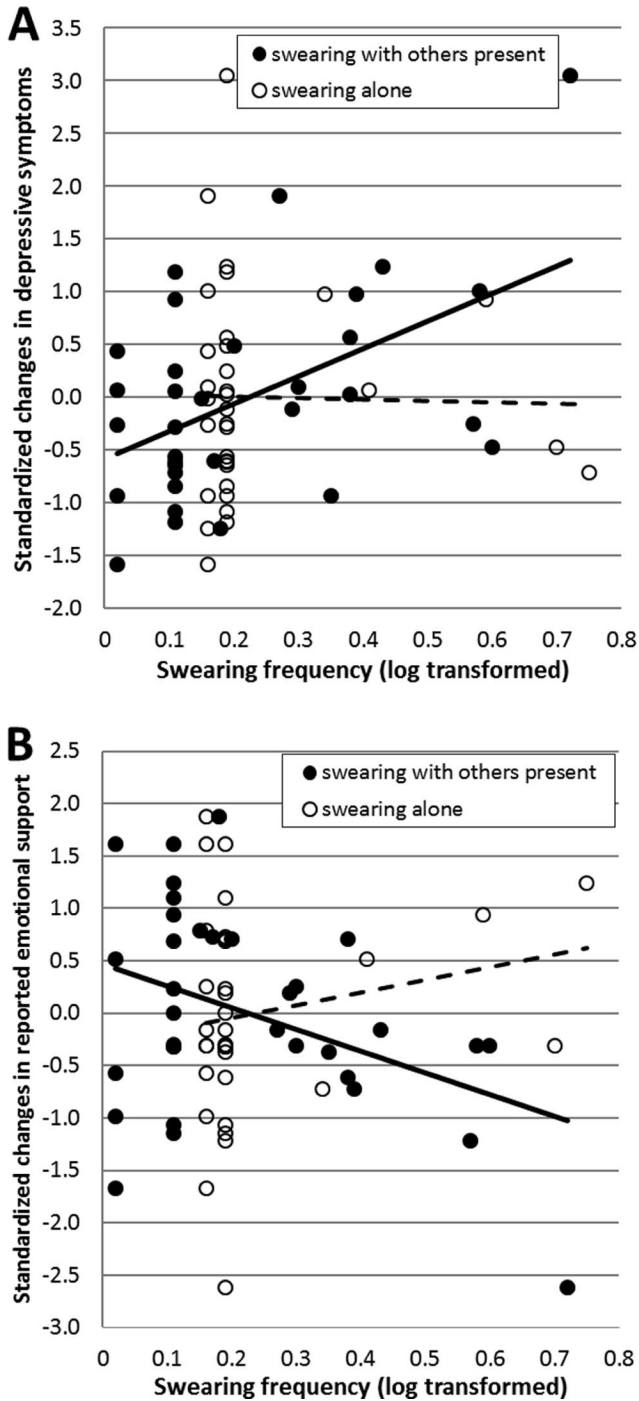 A
3.5
3.0
2.5
2.0
1.5
1.0
0.5
0.0
-0.5
-1.0
-1.5
-2.0
Standardized changes in depressive symptoms
swearing with others present
swearing alone
0 0.1 0.2 0.3 0.4 0.5 0.6 0.7 0.8
Swearing frequency (log transformed)
B
2.5
2.0
1.5
1.0
0.5
0.0
-0.5
-1.0
-1.5
-2.0
-2.5
-3.0
Standardized changes in reported emotional support
swearing with others present
swearing alone
0 0.1 0.2 0.3 0.4 0.5 0.6 0.7 0.8
Swearing frequency (log transformed)